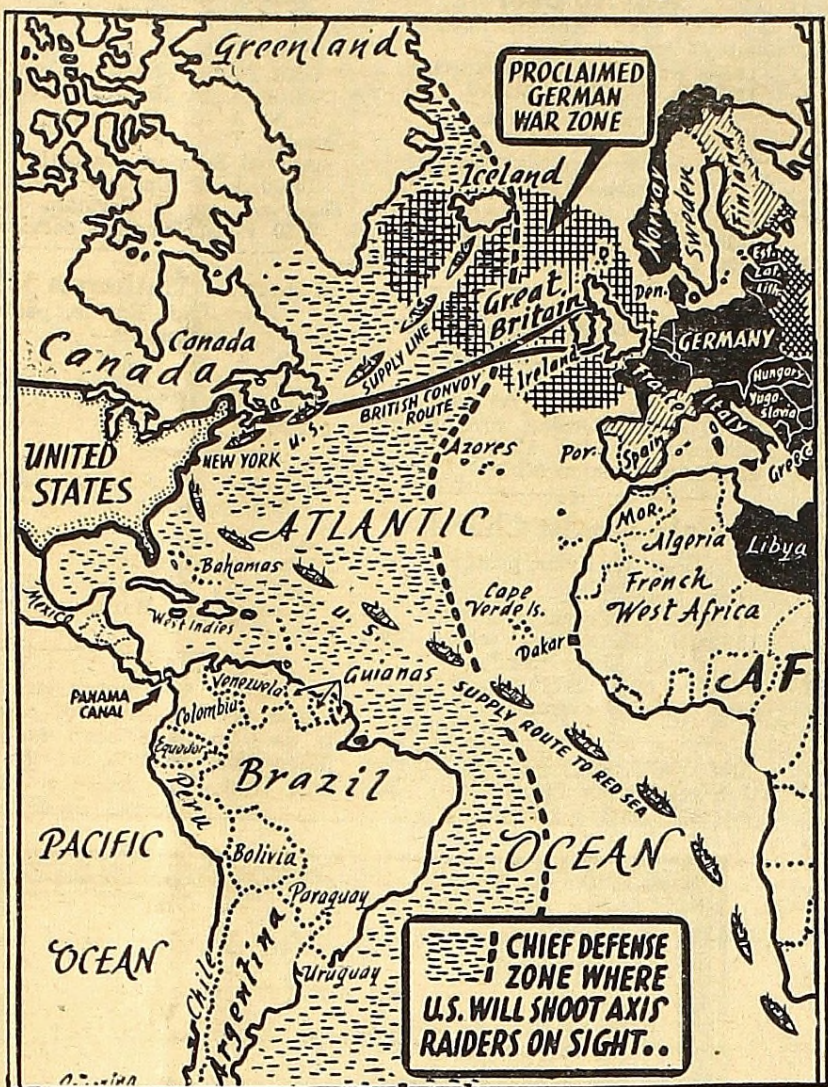 Greenland
PROCLAIMED
GERMAN
WAR ZONE
Iceland
Norway
Sweden
Finland
Est.
Lat.
Lith.
Den.
Great
Britain
Ireland
GERMANY
France
Hungary
Yugo-
slavia
Italy
Greece
Spain
Por.
Canada
Canada
SUPPLY LINE
BRITISH CONVOY
ROUTE
U.S.
UNITED
STATES
NEW YORK
Azores
ATLANTIC
MOR.
Algeria
Libya
French
West Africa
Bahamas
Mexico
West Indies
U.S.
Cape
Verde Is.
Dakar
AF
PANAMA
CANAL
Venezuela
Guianas
Colombia
SUPPLY ROUTE TO RED SEA
Equador
Peru
Brazil
PACIFIC
OCEAN
Bolivia
Paraguay
OCEAN
Chile
Argentina
Uruguay
CHIEF DEFENSE
ZONE WHERE
U.S. WILL SHOOT AXIS
RAIDERS ON SIGHT..